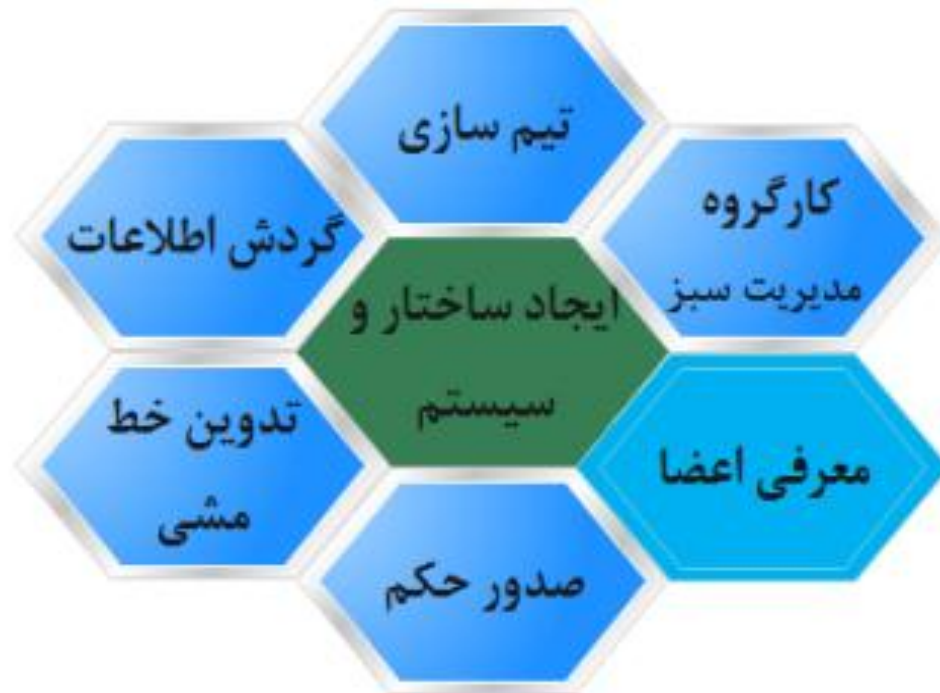 تیم سازی
کارگروه
مدیریت سبز
گردش اطلاعات
ایجاد ساختار و
سیستم
معرفی اعضا
تدوین خط
مشی
صدور حکم